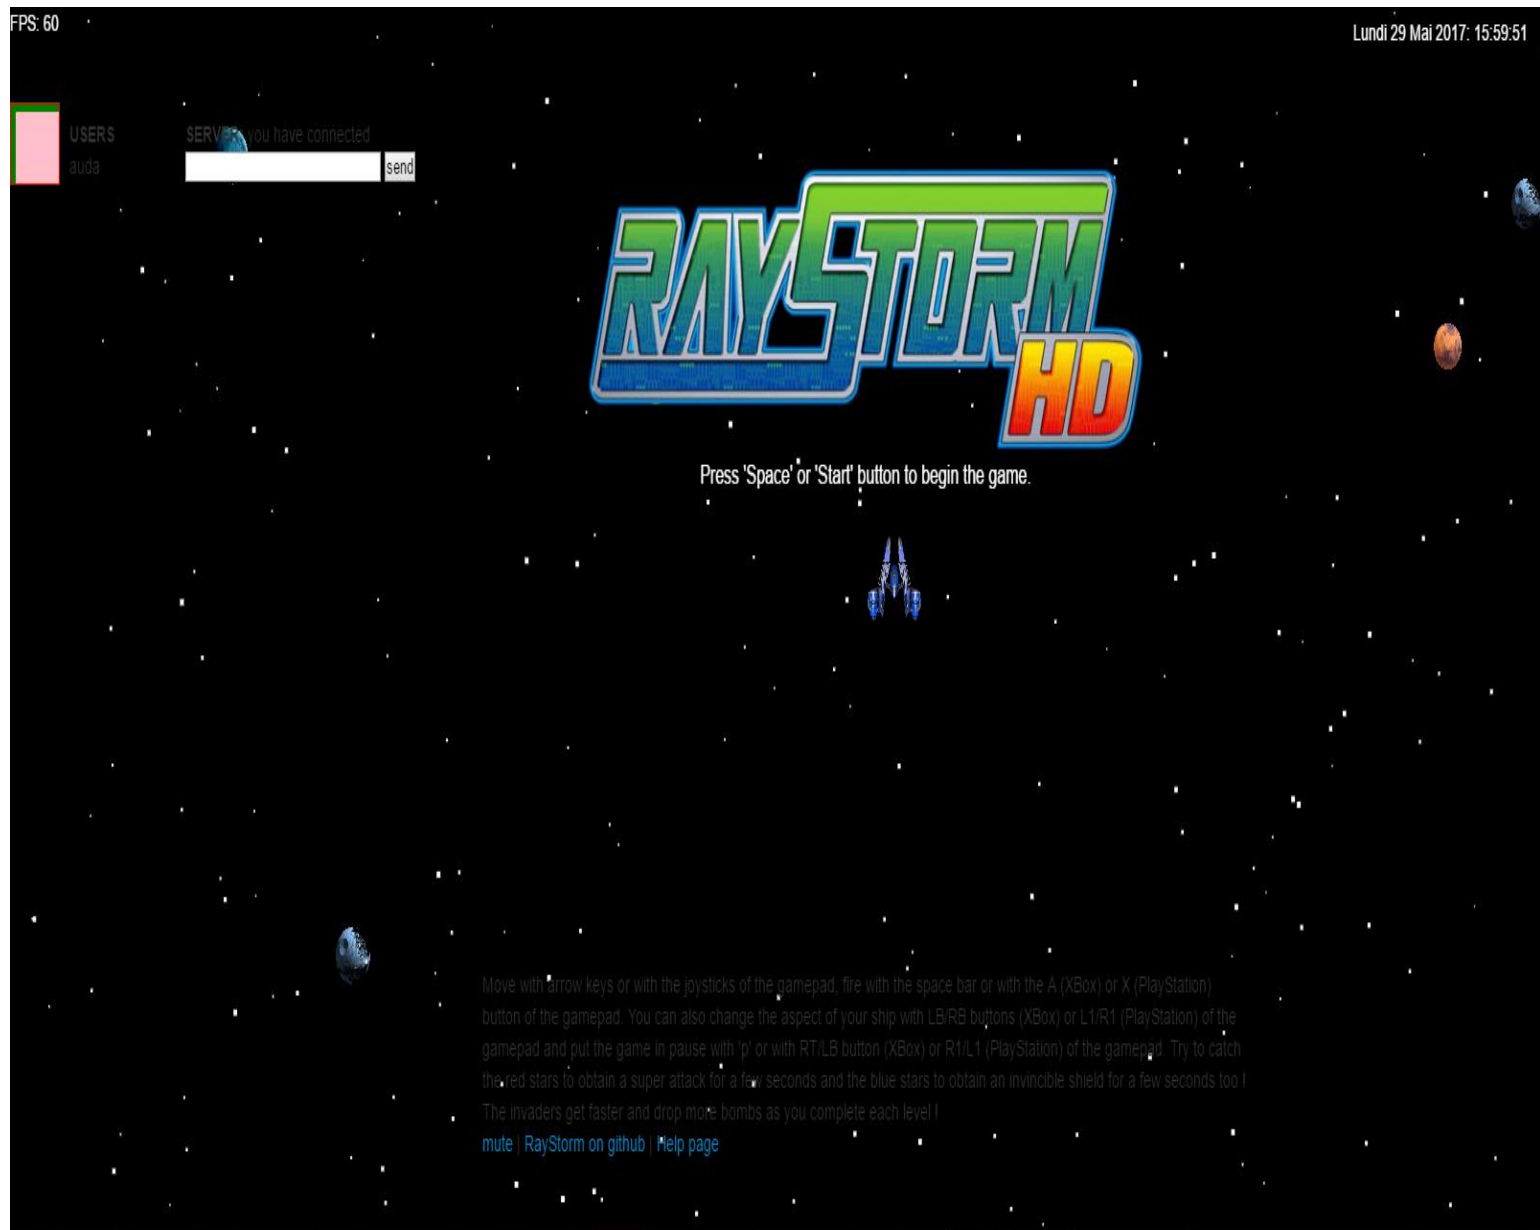 FPS: 60
Lundi 29 Mai 2017: 15:59:51
USERS
auda
SERVER you have connected
send
RAYSTORM
HD
Press 'Space' or 'Start' button to begin the game.
Move with arrow keys or with the joysticks of the gamepad, fire with the space bar or with the A (XBox) or X (PlayStation)
button of the gamepad. You can also change the aspect of your ship with LB/RB buttons (XBox) or L1/R1 (PlayStation) of the
gamepad and put the game in pause with 'p' or with RT/LB button (XBox) or R1/L1 (PlayStation) of the gamepad. Try to catch
the red stars to obtain a super attack for a few seconds and the blue stars to obtain an invincible shield for a few seconds too !
The invaders get faster and drop more bombs as you complete each level !
mute | RayStorm on github | Help page